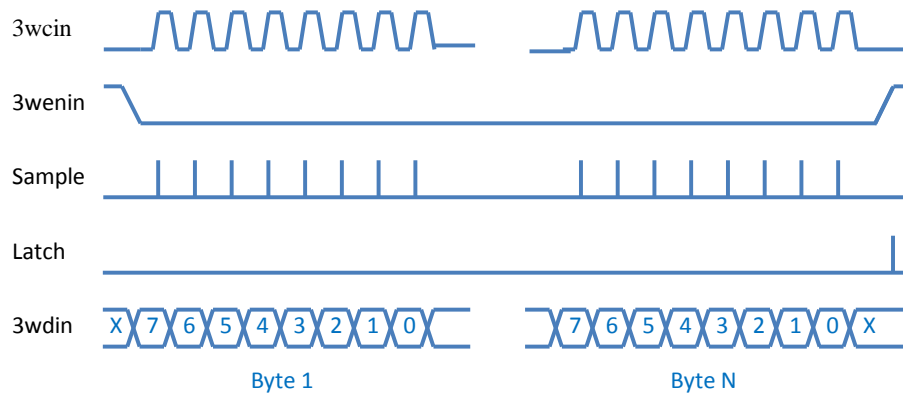 3wcin
3wenin
Sample
Latch
3wdin X 7 6 5 4 3 2 1 0 7 6 5 4 3 2 1 0 X
Byte 1 Byte N